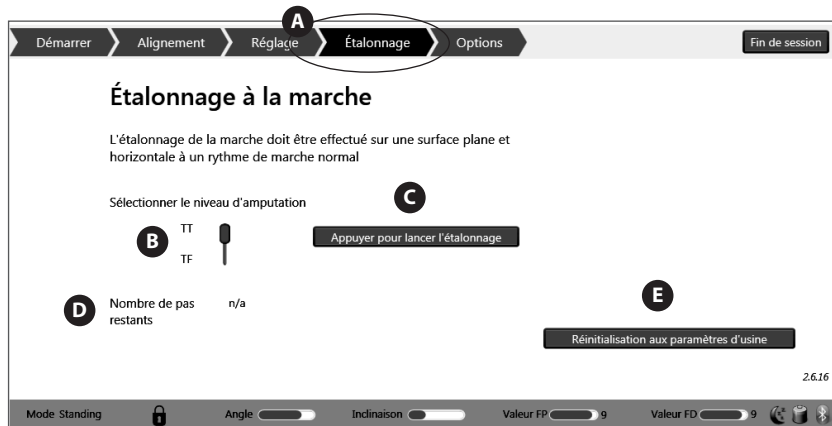 A
Démarrer Alignement Réglage Étalonnage Options Fin de session
Étalonnage à la marche
L'étalonnage de la marche doit être effectué sur une surface plane et
horizontale à un rythme de marche normal
Sélectionner le niveau d'amputation
C
TT
B
Appuyer pour lancer l'étalonnage
TF
D
Nombre de pas n/a
restants
E
Réinitialisation aux paramètres d'usine
2.6.16
Mode Standing Angle Indinaison Valeur FP 9 Valeur FD 9